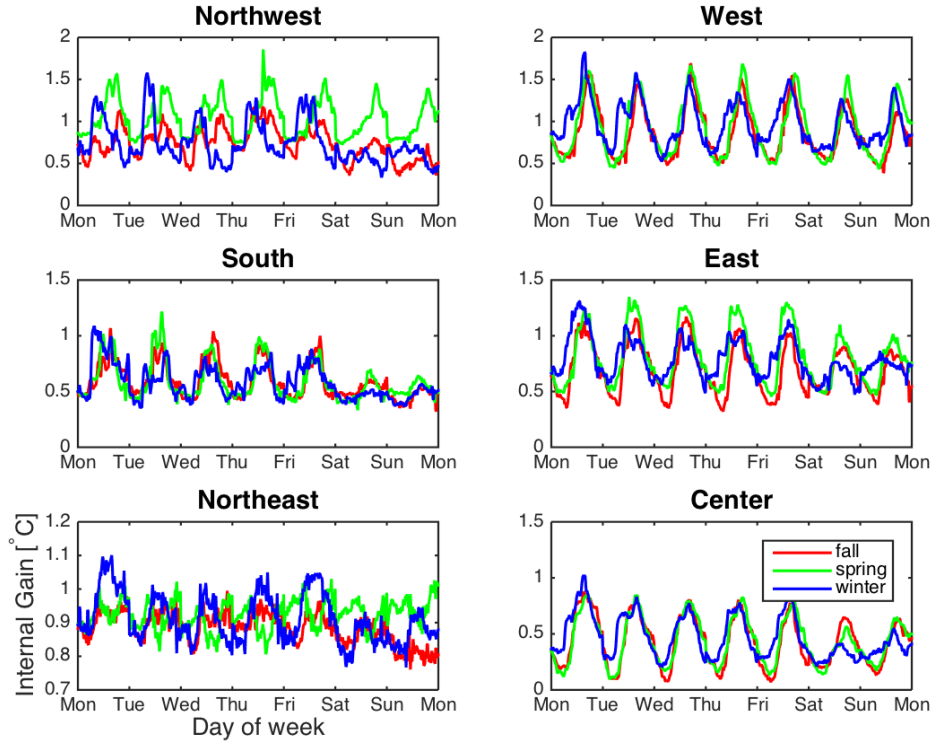 Northwest
2
1.5
1
0.5
0
Mon Tue Wed Thu Fri Sat Sun Mon
West
2
1.5
1
0.5
0
Mon Tue Wed Thu Fri Sat Sun Mon
South
1.5
1
0.5
0
Mon Tue Wed Thu Fri Sat Sun Mon
East
1.5
1
0.5
0
Mon Tue Wed Thu Fri Sat Sun Mon
Northeast
Internal Gain [°C]
1.2
1.1
1
0.9
0.8
0.7
Mon Tue Wed Thu Fri Sat Sun Mon
Day of week
Center
1.5
1
0.5
0
fall
spring
winter
Mon Tue Wed Thu Fri Sat Sun Mon